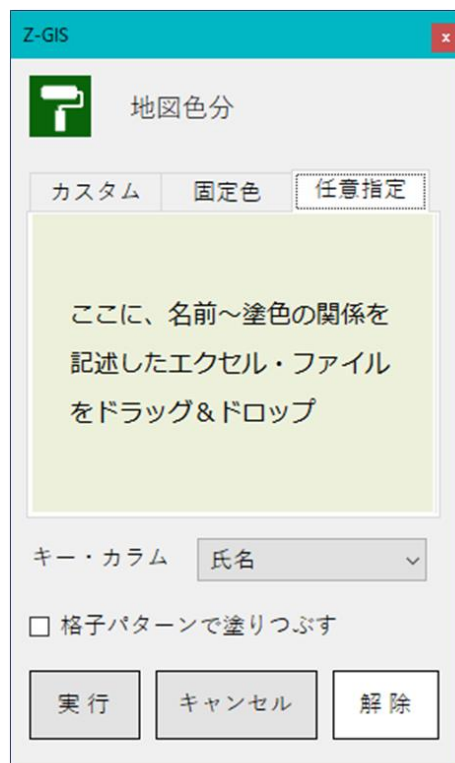 Z-GIS
x
地図色分
カスタム 固定色 任意指定
ここに、名前～塗色の関係を
記述したエクセル・ファイル
をドラッグ＆ドロップ
キー・カラム 氏名
格子パターンで塗りつぶす
実行 キャンセル 解除